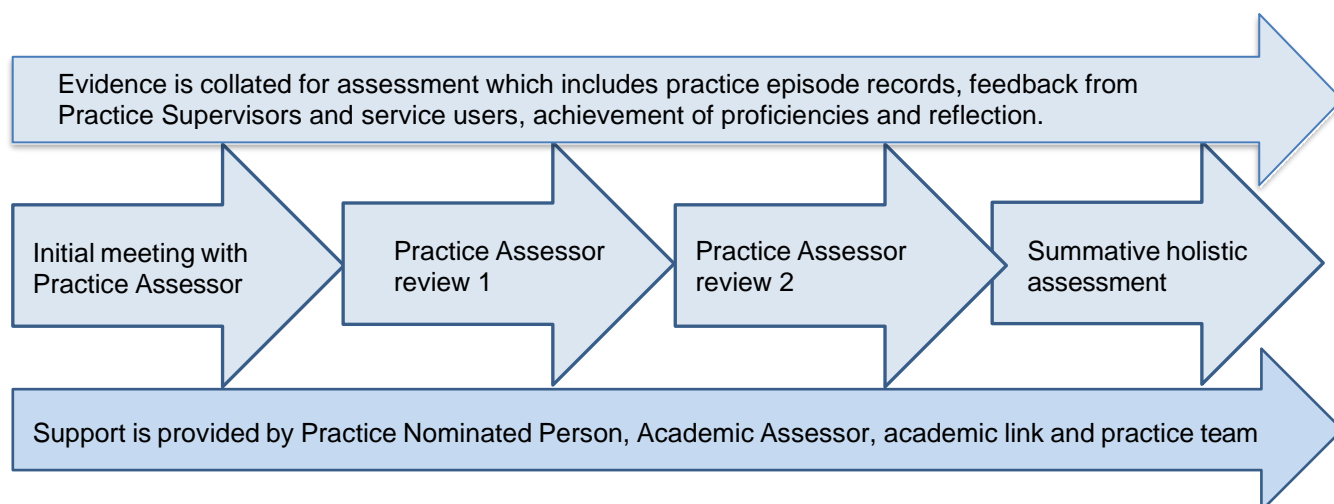 Evidence is collated for assessment which includes practice episode records, feedback from
Practice Supervisors and service users, achievement of proficiencies and reflection.
Initial meeting with
Practice Assessor
Practice Assessor
review 1
Practice Assessor
review 2
Summative holistic
assessment
Support is provided by Practice Nominated Person, Academic Assessor, academic link and practice team